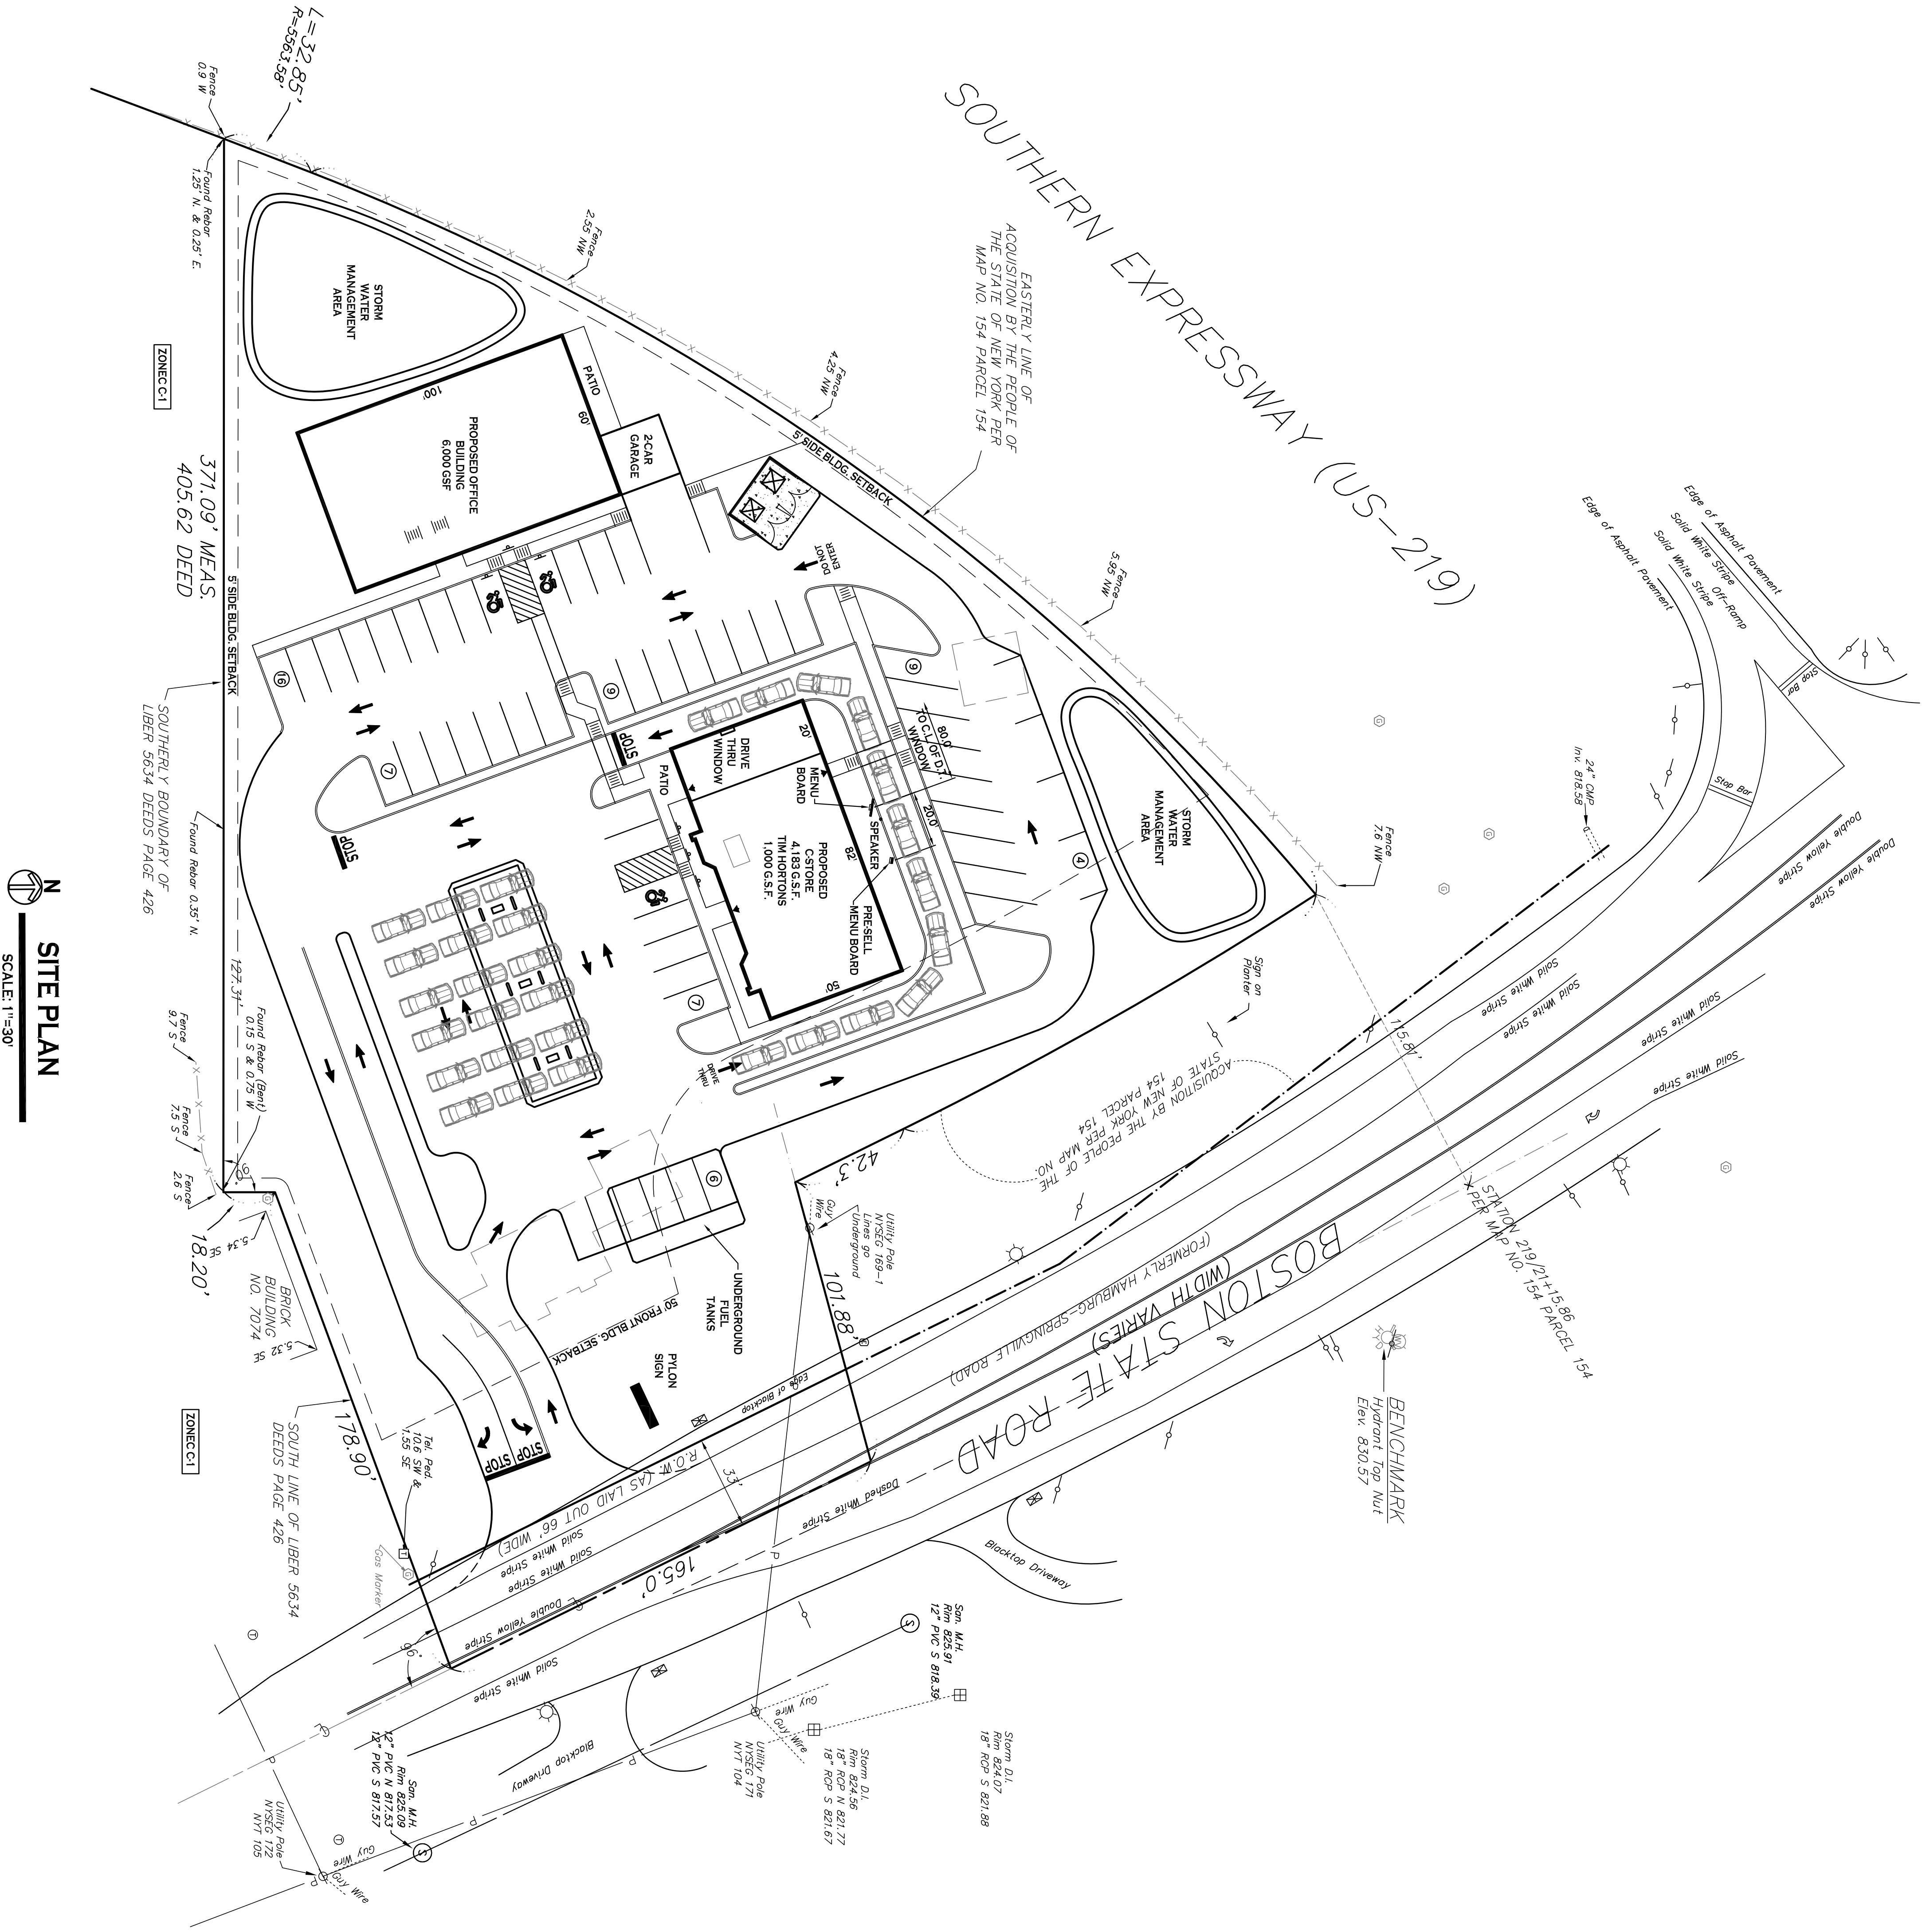 SOUTHERN EXPRESSWAY (US-219)
L=32.85'
R=5563.58'
Fence
0.9 W
Found Rebar
1.25' N. & 0.25' E.
Fence
2.55 NW
Fence
4.25 NW
Fence
5.95 NW
Fence
7.6 NW
EASTERLY LINE OF
ACQUISITION BY THE PEOPLE OF
THE STATE OF NEW YORK PER
MAP NO. 154 PARCEL 154
5' SIDE BLDG. SETBACK
STORM
WATER
MANAGEMENT
AREA
PATIO
60'
100'
2-CAR
GARAGE
PROPOSED OFFICE
BUILDING
6,000 GSF
DO NOT
ENTER
ZONEC C-1
371.09' MEAS.
405.62 DEED
5' SIDE BLDG. SETBACK
16
9
9
7
STOP
STOP
PATIO
DRIVE
THRU
WINDOW
20'
MENU
BOARD
SPEAKER
82'
80.0'
TO C.L. OF D.T.
WINDOW
20.0'
PROPOSED
C-STORE
4,183 G.S.F.
TIM HORTONS
1,000 G.S.F.
PRE-SELL
MENU BOARD
50'
4
7
DRIVE
THRU
STORM
WATER
MANAGEMENT
AREA
SOUTHERLY BOUNDARY OF
LIBER 5634 DEEDS PAGE 426
Found Rebar 0.35' N.
127.31'
Found Rebar (Bent)
0.15 S & 0.75 W
Fence
9.7 S
Fence
7.5 S
Fence
2.6 S
90°
18.20'
5.34 SE
BRICK
BUILDING
NO. 7074
5.32 SE
SOUTH LINE OF LIBER 5634
DEEDS PAGE 426
178.90'
ZONEC C-1
6
UNDERGROUND
FUEL
TANKS
50' FRONT BLDG. SETBACK
PYLON
SIGN
STOP
STOP
Tel. Ped.
10.6 SW &
1.55 SE
T
Gas Marker
G
42.3'
Guy
Wire
Utility Pole
NYSEG 169-1
Lines go
Underground
101.88'
Sign on
Planter
ACQUISITION BY THE
THE PEOPLE OF THE
STATE OF NEW YORK PER MAP NO.
154 PARCEL 154
115.81'
STATION 219/21+15.86
PER MAP NO. 154 PARCEL 154
BOSTON STATE ROAD
(WIDTH VARIES)
(FORMERLY HAMBURG-SPRINGVILLE ROAD)
Edge of Blacktop
R.O.W. (AS LAID OUT 66' WIDE)
33'
165.0'
96°
Dashed White Stripe
Solid White Stripe
Solid White Stripe
Double Yellow Stripe
Solid White Stripe
Edge of Asphalt Pavement
Solid White Stripe
Off-Ramp
Solid White Stripe
Edge of Asphalt Pavement
Stop Bar
Stop Bar
24" CMP
Inv. 818.58
Double
Yellow Stripe
Double
Yellow Stripe
Solid White Stripe
Solid White Stripe
Solid White Stripe
Solid White
Stripe
BENCHMARK
Hydrant Top Nut
Elev. 830.57
Blacktop Driveway
Blacktop Driveway
San. M.H.
Rim 825.91
12" PVC S 818.39
S
Storm D.I.
Rim 824.07
18" RCP S 821.88
Storm D.I.
Rim 824.56
18" RCP N 821.77
18" RCP S 821.67
Guy Wire
Guy Wire
Utility Pole
NYSEG 171
NYT 104
San. M.H.
Rim 825.09
12" PVC N 817.53
12" PVC S 817.57
S
Utility Pole
NYSEG 172
NYT 105
Guy Wire
Guy Wire
T
T
P
P
P
P
P
G
G
G
G
N
SITE PLAN
SCALE: 1"=30'